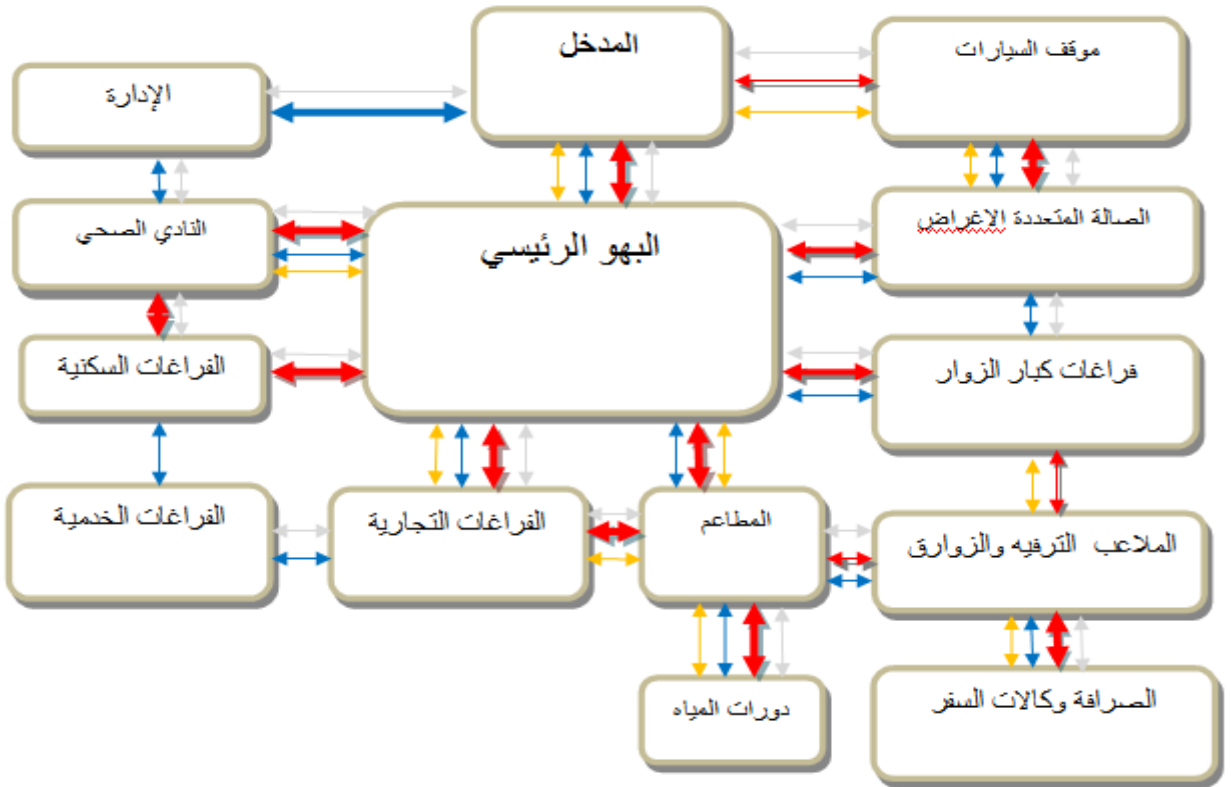 المدخل
موقف السيارات
الإدارة
الصالة المتعددة الاغراض
النادي الصحي
البهو الرئيسي
الفراغات السكنية
فراغات كبار الزوار
الفراغات الخدمية
الفراغات التجارية
المطاعم
الملاعب الترفيه والزوارق
دورات المياه
الصرافة وكالات السفر